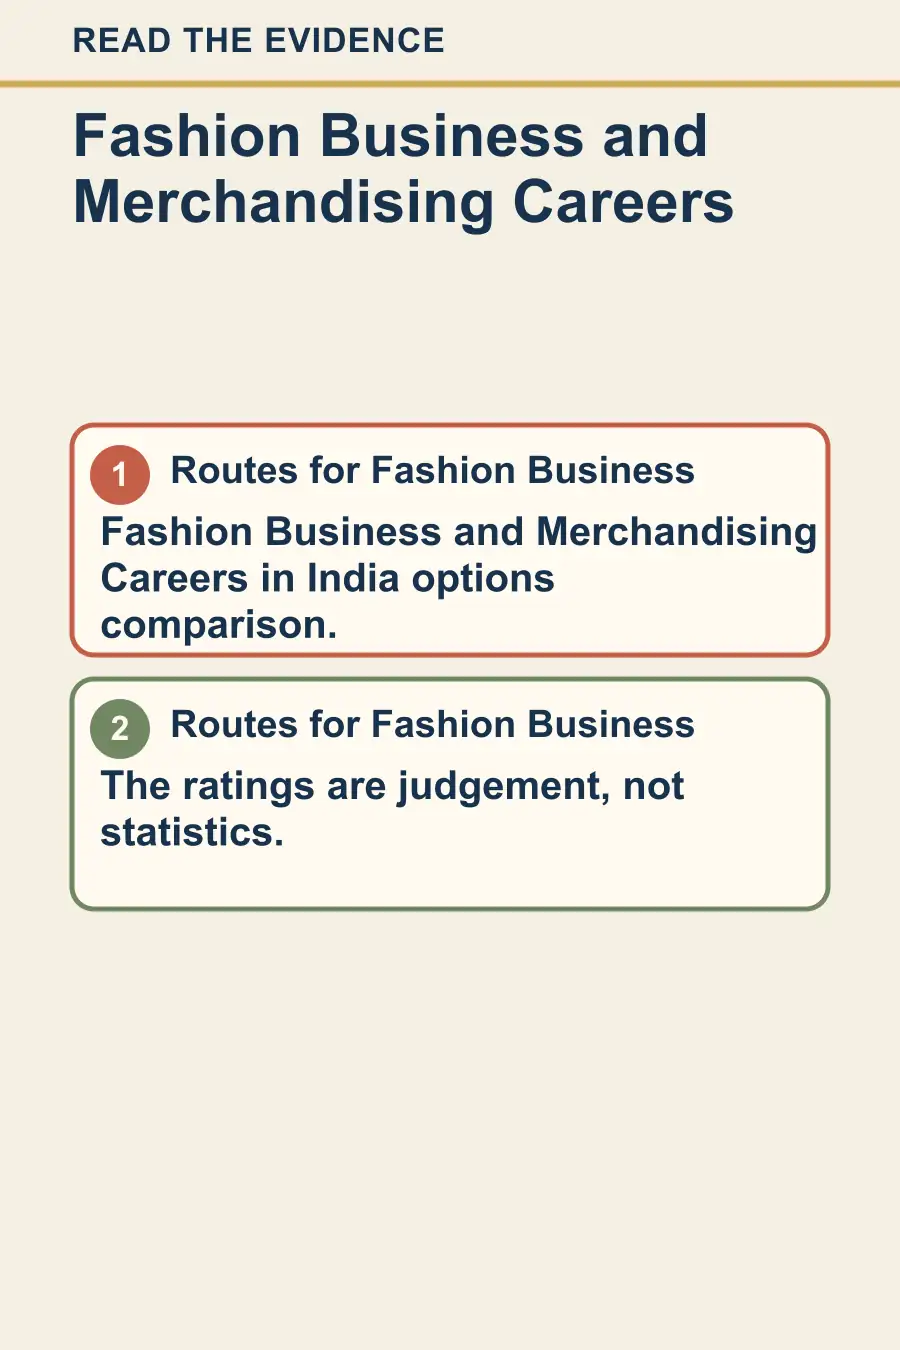 READ THE EVIDENCE
Fashion Business and
Merchandising Careers
1 Routes for Fashion Business
Fashion Business and Merchandising
Careers in India options
comparison.
2 Routes for Fashion Business
The ratings are judgement, not
statistics.